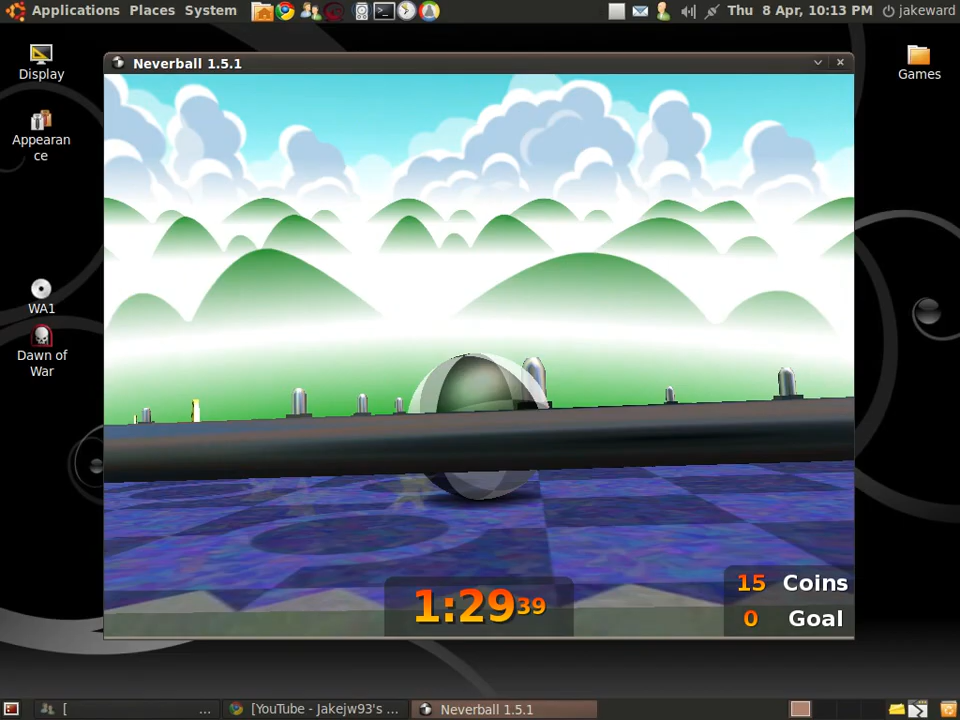 Applications Places System
Thu 8 Apr, 10:13 PM jakeward
Display
Games
Neverball 1.5.1
Appearan
ce
WA1
Dawn of
War
15 Coins
1:29 39
0 Goal
[ ...
[YouTube - Jakejw93's ...
Neverball 1.5.1